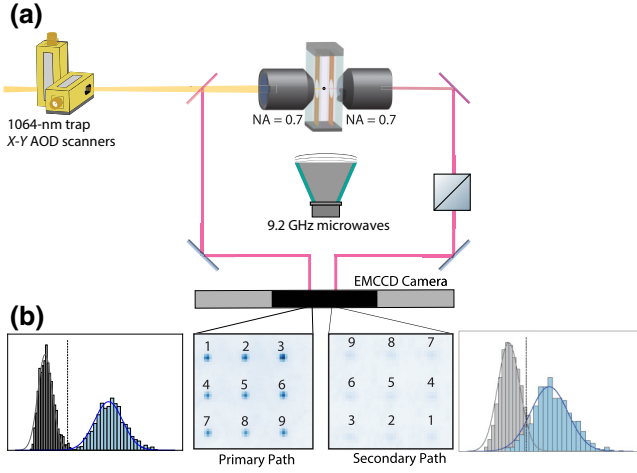 (a)
1064-nm trap
X-Y AOD scanners
NA = 0.7
NA = 0.7
9.2 GHz microwaves
EMCCD Camera
(b)
1 2 3
4 5 6
7 8 9
Primary Path
9 8 7
6 5 4
3 2 1
Secondary Path